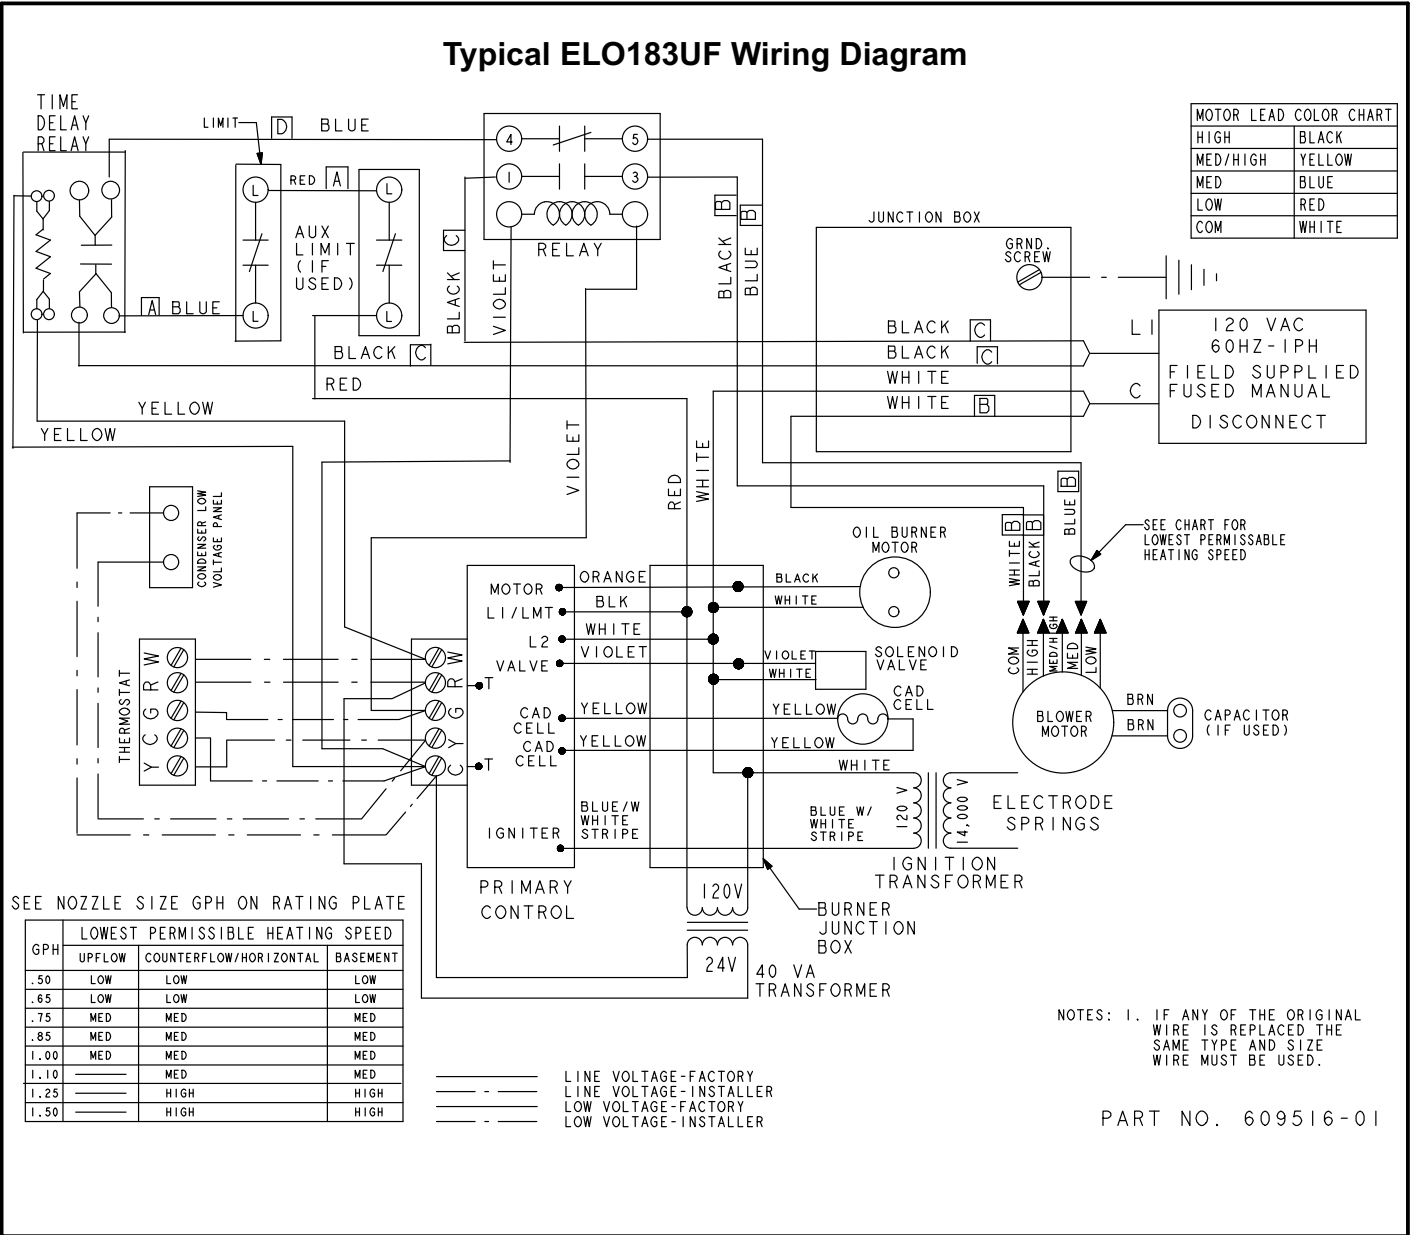 Typical ELO183UF Wiring Diagram
TIME
DELAY
RELAY
LIMIT
D
BLUE
4
5
1
3
RELAY
L
RED
A
L
AUX
LIMIT
(IF
USED)
L
L
A
BLUE
C
BLACK
VIOLET
B
B
BLACK
BLUE
MOTOR LEAD COLOR CHART
HIGH BLACK
MED/HIGH YELLOW
MED BLUE
LOW RED
COM WHITE
JUNCTION BOX
GRND.
SCREW
BLACK C
BLACK C
WHITE
WHITE B
L1
C
120 VAC
60HZ-1PH
FIELD SUPPLIED
FUSED MANUAL
DISCONNECT
BLACK C
RED
YELLOW
YELLOW
VIOLET
RED
WHITE
CONDENSER LOW
VOLTAGE PANEL
OIL BURNER
MOTOR
B
B
B
WHITE
BLACK
BLUE
SEE CHART FOR
LOWEST PERMISSABLE
HEATING SPEED
MOTOR
ORANGE
BLACK
L1/LMT
BLK
WHITE
L2
WHITE
VALVE
VIOLET
VIOLET
WHITE
SOLENOID
VALVE
CAD
CELL
YELLOW
YELLOW
CAD
CELL
CAD
CELL
YELLOW
YELLOW
THERMOSTAT
W
R
G
C
Y
W
R
G
Y
C
T
T
COM
HIGH
MED/HIGH
MED
LOW
BLOWER
MOTOR
BRN
BRN
CAPACITOR
(IF USED)
WHITE
IGNITER
BLUE/W
WHITE
STRIPE
BLUE W/
WHITE
STRIPE
120 V
14,000 V
ELECTRODE
SPRINGS
IGNITION
TRANSFORMER
PRIMARY
CONTROL
120V
24V
BURNER
JUNCTION
BOX
40 VA
TRANSFORMER
SEE NOZZLE SIZE GPH ON RATING PLATE
GPH LOWEST PERMISSIBLE HEATING SPEED
UPFLOW COUNTERFLOW/HORIZONTAL BASEMENT
.50 LOW LOW LOW
.65 LOW LOW LOW
.75 MED MED MED
.85 MED MED MED
1.00 MED MED MED
1.10 —— MED MED
1.25 —— HIGH HIGH
1.50 —— HIGH HIGH
LINE VOLTAGE-FACTORY
LINE VOLTAGE-INSTALLER
LOW VOLTAGE-FACTORY
LOW VOLTAGE-INSTALLER
NOTES: 1. IF ANY OF THE ORIGINAL
WIRE IS REPLACED THE
SAME TYPE AND SIZE
WIRE MUST BE USED.
PART NO. 609516-01